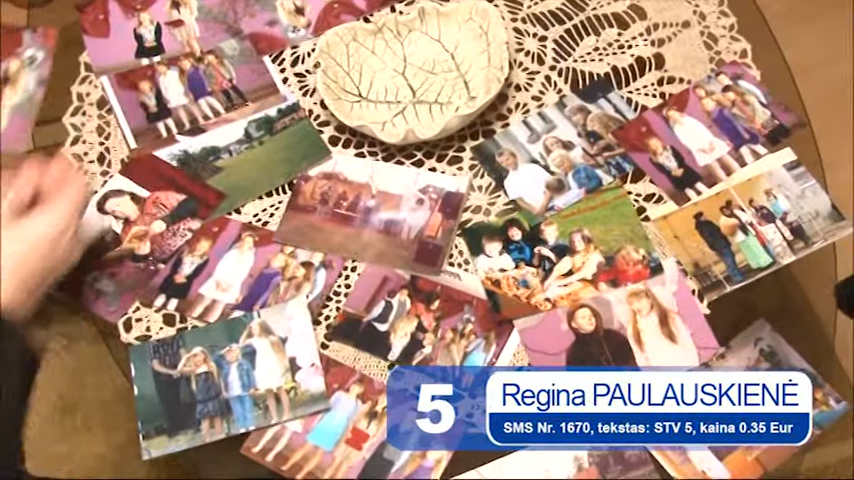 5
Regina PAULAUSKIENĖ
SMS Nr. 1670, tekstas: STV 5, kaina 0.35 Eur